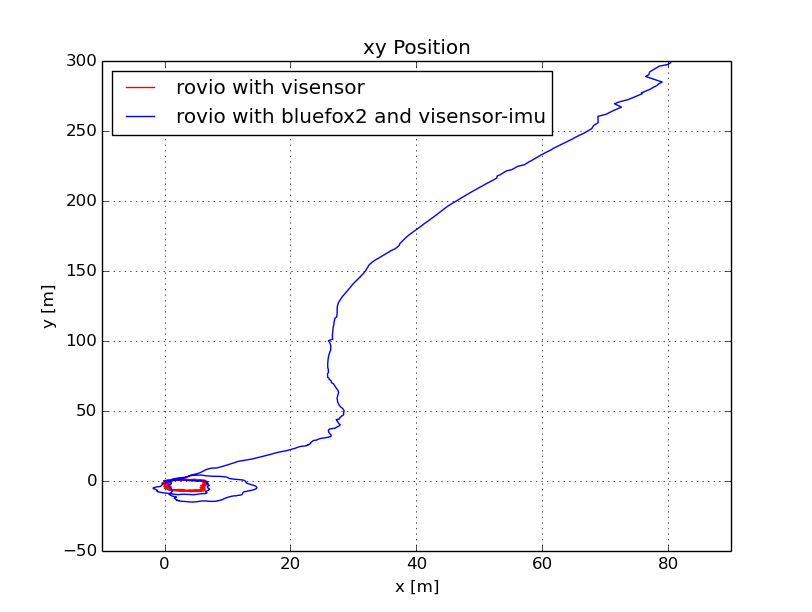 xy Position
rovio with visensor
rovio with bluefox2 and visensor-imu
300
250
200
150
100
50
0
−50
y [m]
0 20 40 60 80
x [m]